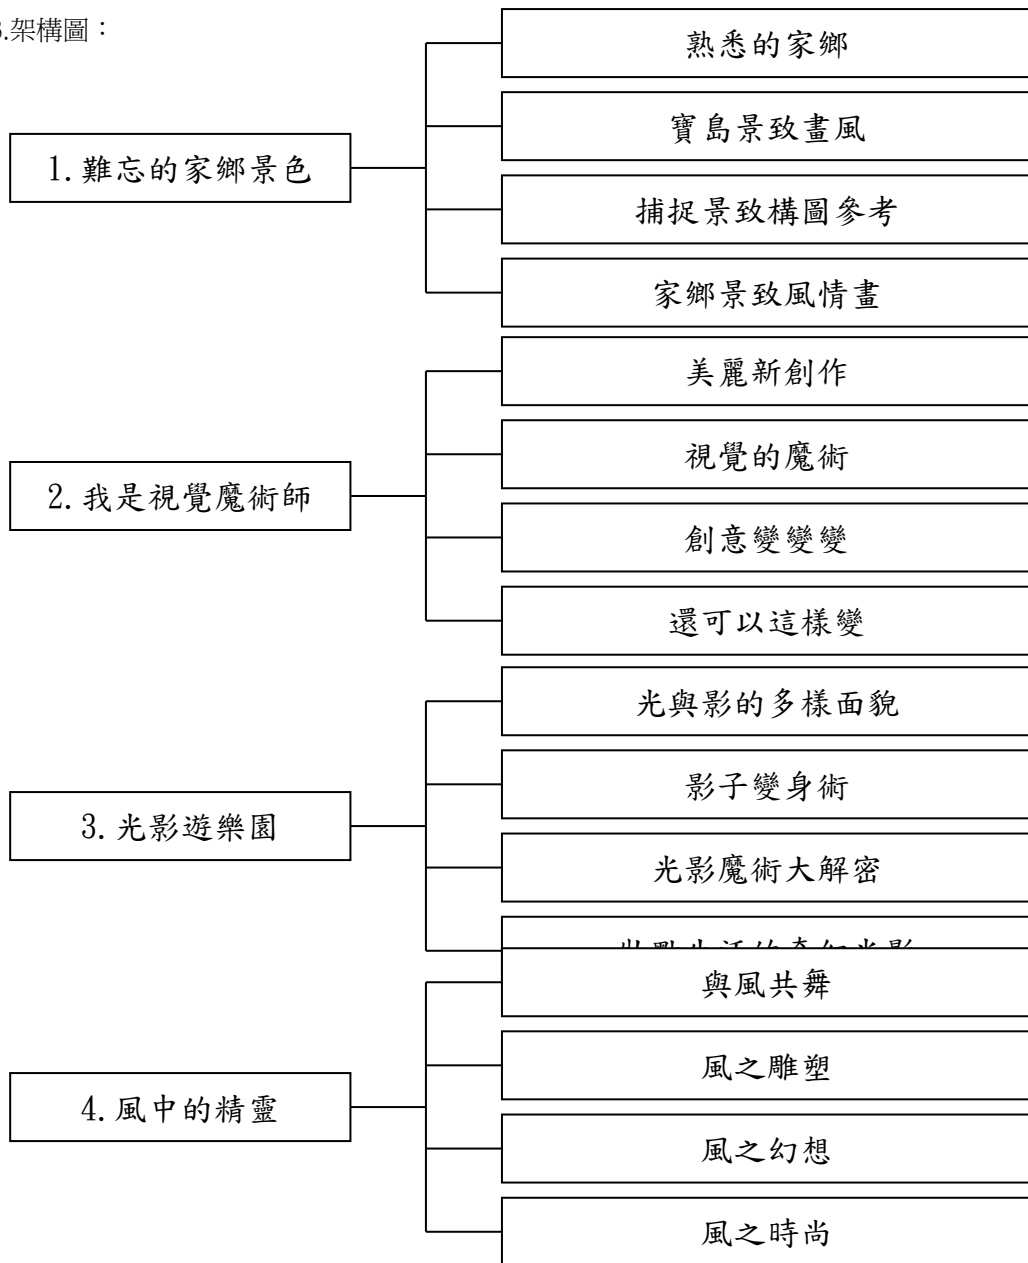 .架構圖：
1.難忘的家鄉景色
熟悉的家鄉
寶島景致畫風
捕捉景致構圖參考
家鄉景致風情畫
2.我是視覺魔術師
美麗新創作
視覺的魔術
創意變變變
還可以這樣變
3.光影遊樂園
光與影的多樣面貌
影子變身術
光影魔術大解密
4.風中的精靈
與風共舞
風之雕塑
風之幻想
風之時尚